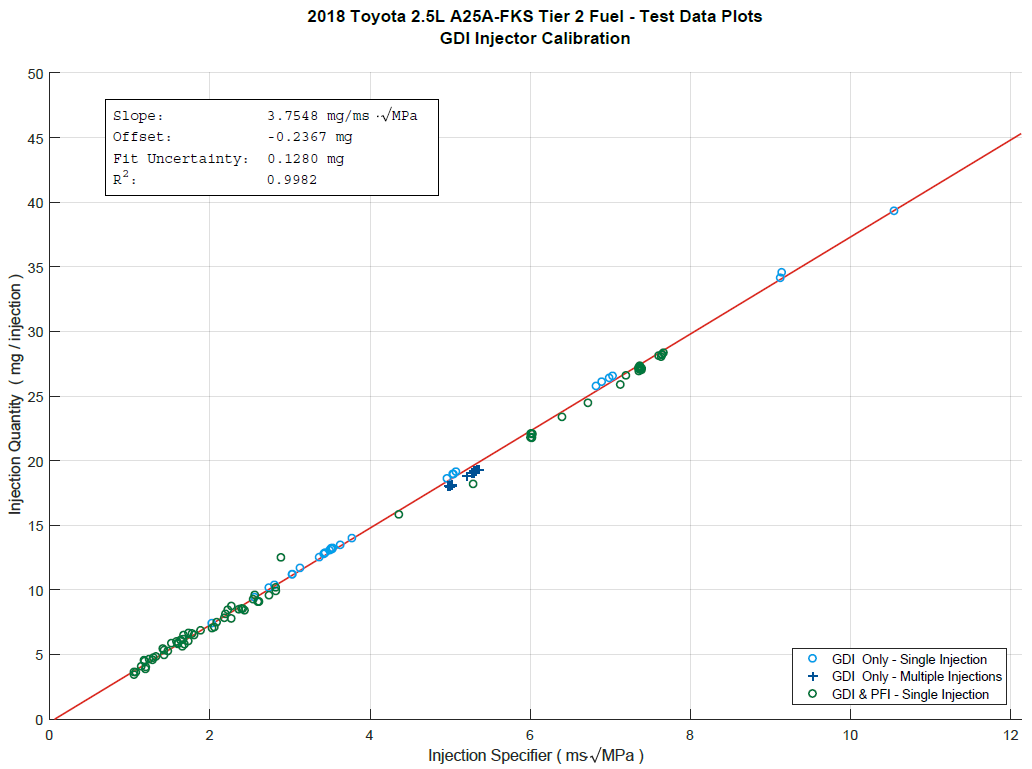 2018 Toyota 2.5L A25A-FKS Tier 2 Fuel - Test Data Plots
GDI Injector Calibration
Slope: 3.7548 mg/ms·√MPa
Offset: -0.2367 mg
Fit Uncertainty: 0.1280 mg
R²: 0.9982
50
45
40
35
30
25
20
15
10
5
0
Injection Quantity ( mg / injection )
0 2 4 6 8 10 12
Injection Specifier ( ms·√MPa )
GDI Only - Single Injection
GDI Only - Multiple Injections
GDI & PFI - Single Injection